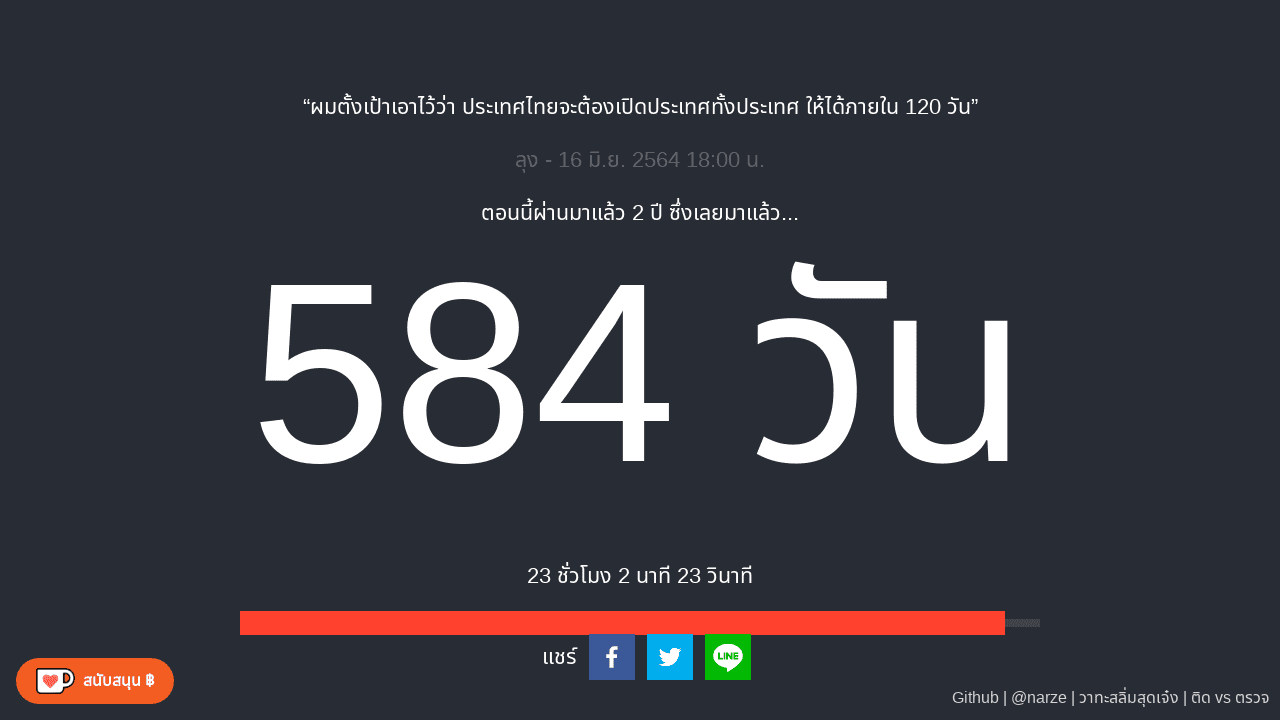 “ผมตั้งเป้าเอาไว้ว่า ประเทศไทยจะต้องเปิดประเทศทั้งประเทศ ให้ได้ภายใน 120 วัน”
ลุง - 16 มิ.ย. 2564 18:00 น.
ตอนนี้ผ่านมาแล้ว 2 ปี ซึ่งเลยมาแล้ว...
584 วัน
23 ชั่วโมง 2 นาที 23 วินาที
แชร์
LINE
สนับสนุน ฿
Github | @narze | วาทะสลิ่มสุดเจ๋ง | ติด vs ตรวจ